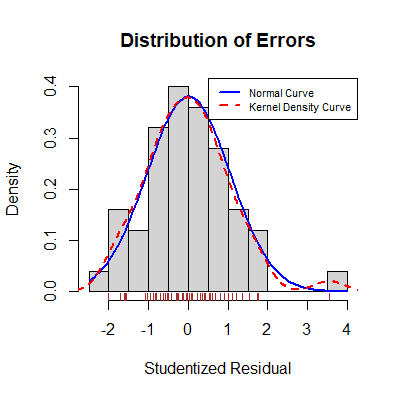 Distribution of Errors
Normal Curve
Kernel Density Curve
Density
0.4
0.3
0.2
0.1
0.0
-2 -1 0 1 2 3 4
Studentized Residual